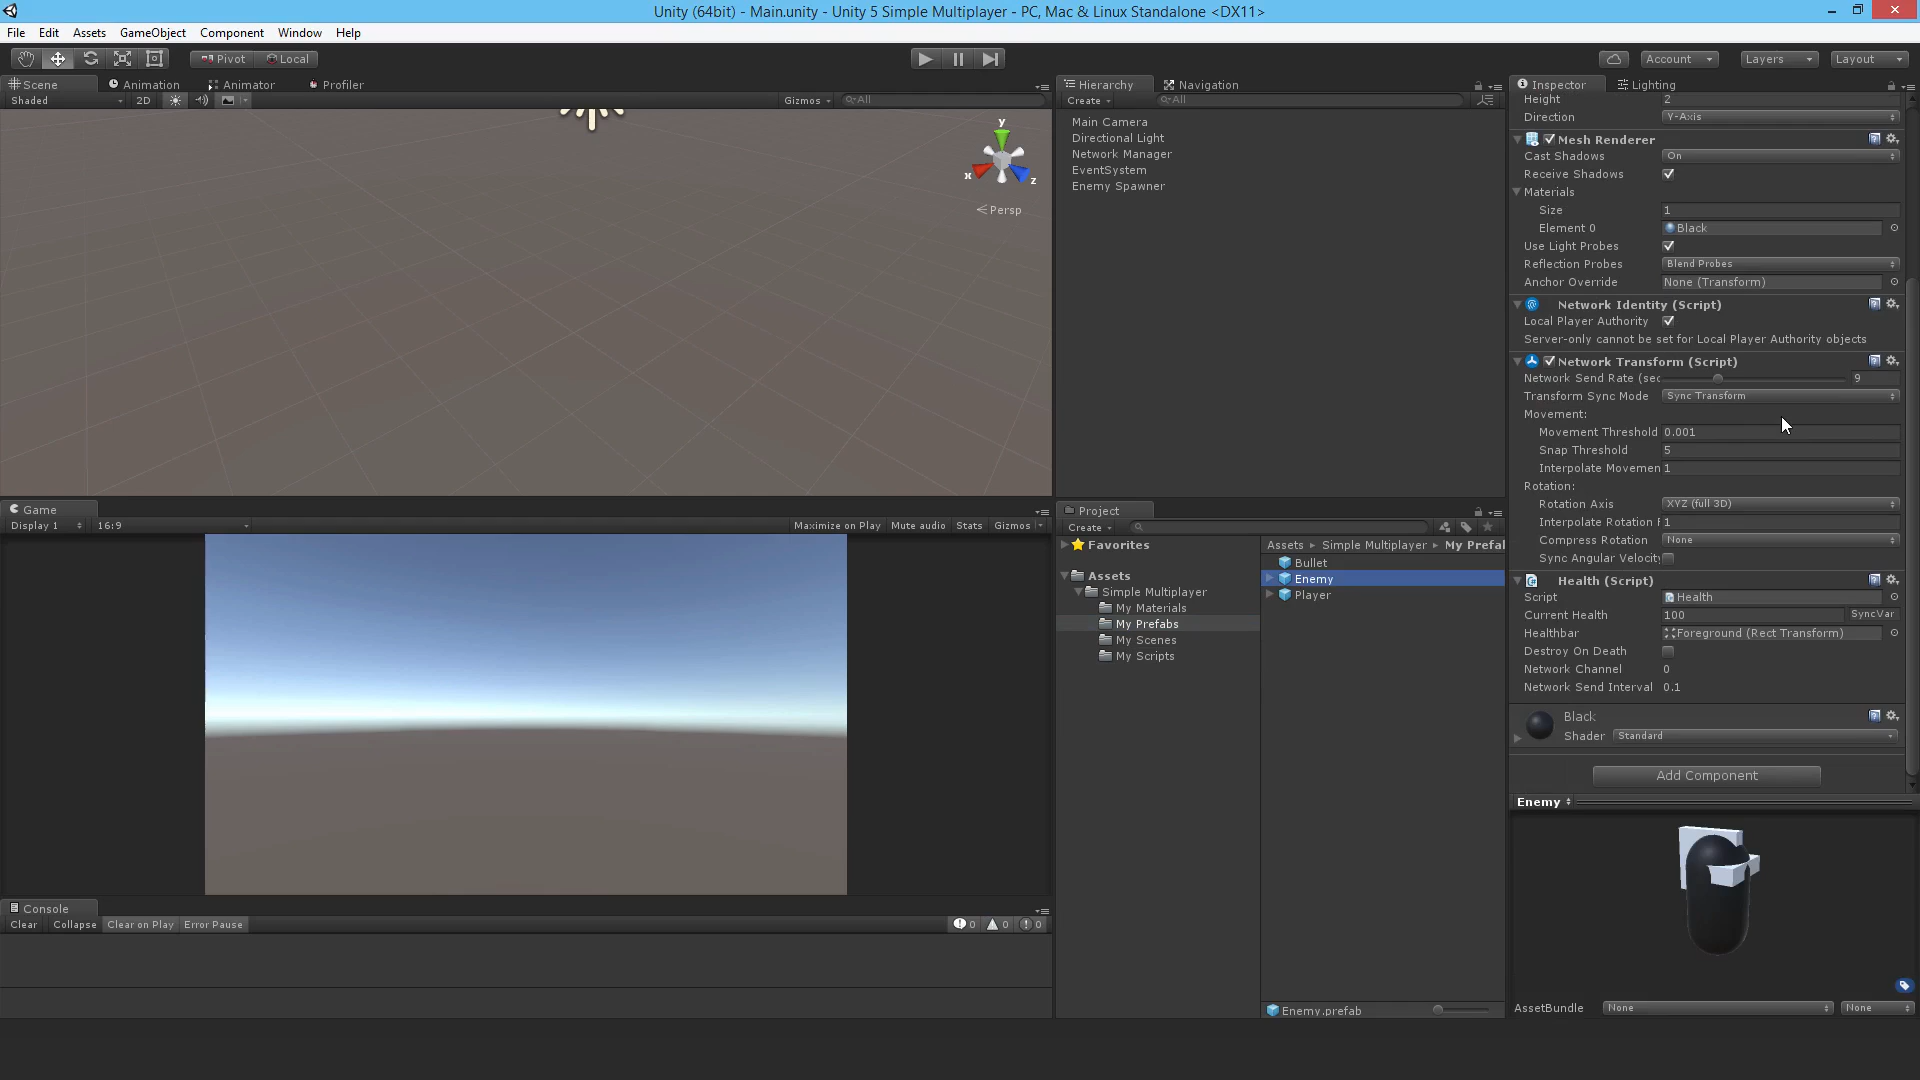 Unity (64bit) - Main.unity - Unity 5 Simple Multiplayer - PC, Mac & Linux Standalone <DX11>
File Edit Assets GameObject Component Window Help
Pivot Local Account Layers Layout
Scene Animation Animator Profiler
Shaded 2D Gizmos All
y
x z
Persp
Hierarchy Navigation
Create All
Main Camera
Directional Light
Network Manager
EventSystem
Enemy Spawner
Game
Display 1 16:9 Maximize on Play Mute audio Stats Gizmos
Console
Clear Collapse Clear on Play Error Pause 0 0 0
Project
Create
Favorites
Assets
Simple Multiplayer
My Materials
My Prefabs
My Scenes
My Scripts
Assets Simple Multiplayer My Prefal
Bullet
Enemy
Player
Enemy.prefab
Inspector Lighting
Height 2
Direction Y-Axis
Mesh Renderer
Cast Shadows On
Receive Shadows
Materials
Size 1
Element 0 Black
Use Light Probes
Reflection Probes Blend Probes
Anchor Override None (Transform)
Network Identity (Script)
Local Player Authority
Server-only cannot be set for Local Player Authority objects
Network Transform (Script)
Network Send Rate (sec 9
Transform Sync Mode Sync Transform
Movement:
Movement Threshold 0.001
Snap Threshold 5
Interpolate Movemen 1
Rotation:
Rotation Axis XYZ (full 3D)
Interpolate Rotation F 1
Compress Rotation None
Sync Angular Velocity
Health (Script)
Script Health
Current Health 100 SyncVar
Healthbar Foreground (Rect Transform)
Destroy On Death
Network Channel 0
Network Send Interval 0.1
Black
Shader Standard
Add Component
Enemy
AssetBundle None None